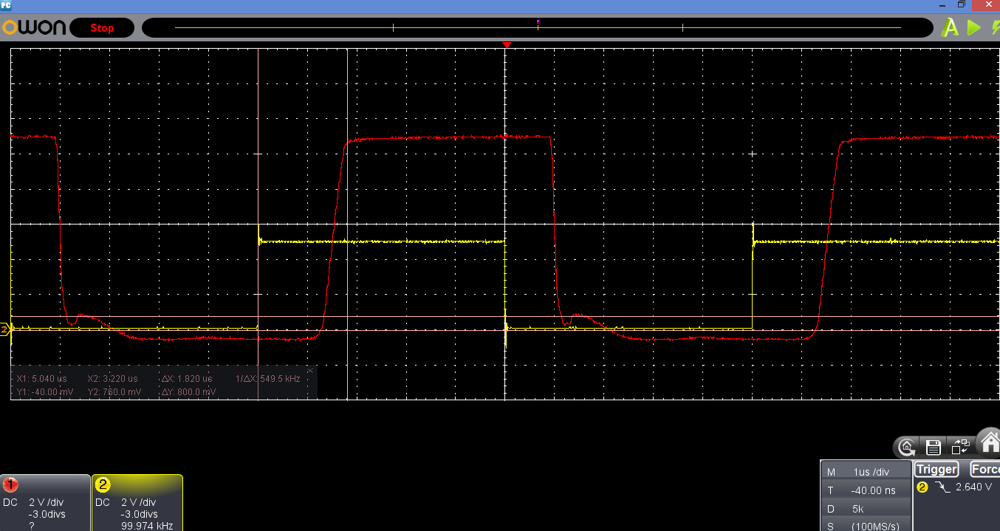 PC
OWON Stop A
2
X1: 5.040 us X2: 3.220 us ΔX: 1.820 us 1/ΔX: 549.5 kHz
Y1: -40.00 mV Y2: 760.0 mV ΔY: 800.0 mV
1
DC 2 V /div
-3.0divs
?
2
DC 2 V /div
-3.0divs
99.974 kHz
M 1us /div
T -40.00 ns
D 5k
S (100MS/s)
Trigger Force
2 2.640 V